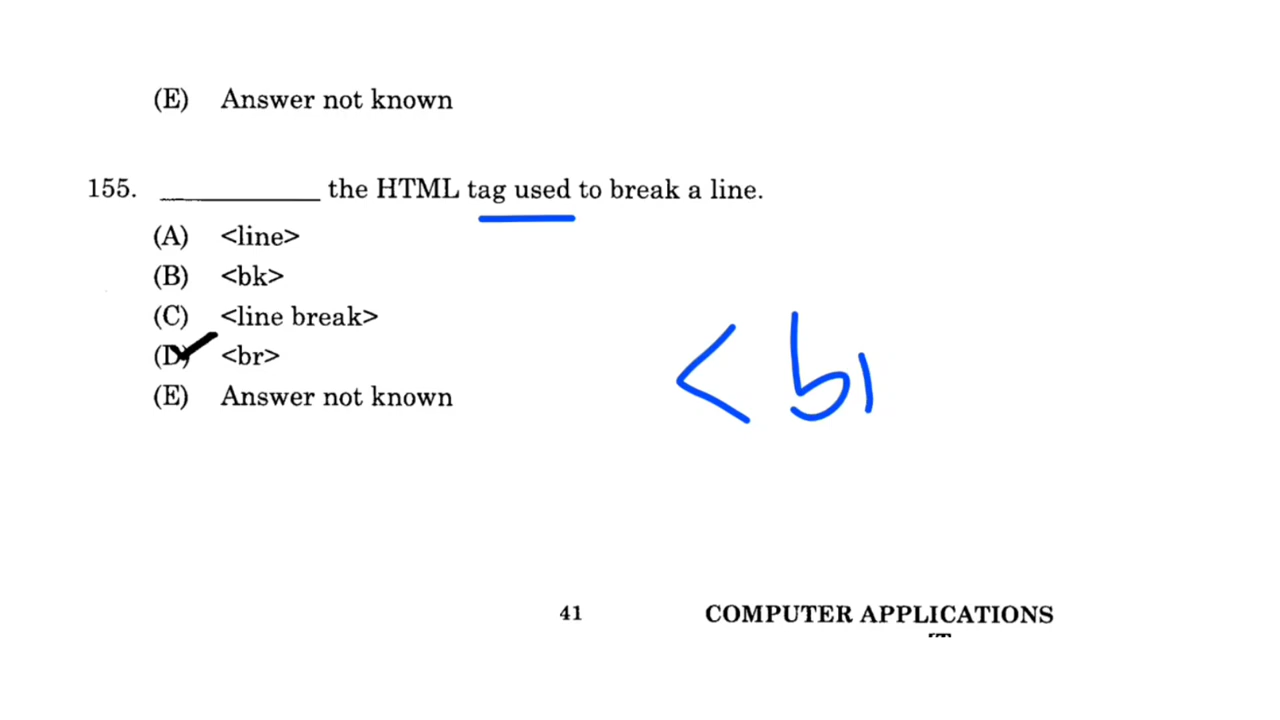 (E) Answer not known
155. __________ the HTML tag used to break a line.
(A) <line>
(B) <bk>
(C) <line break>
(D) <br>
(E) Answer not known
<br
41 COMPUTER APPLICATIONS